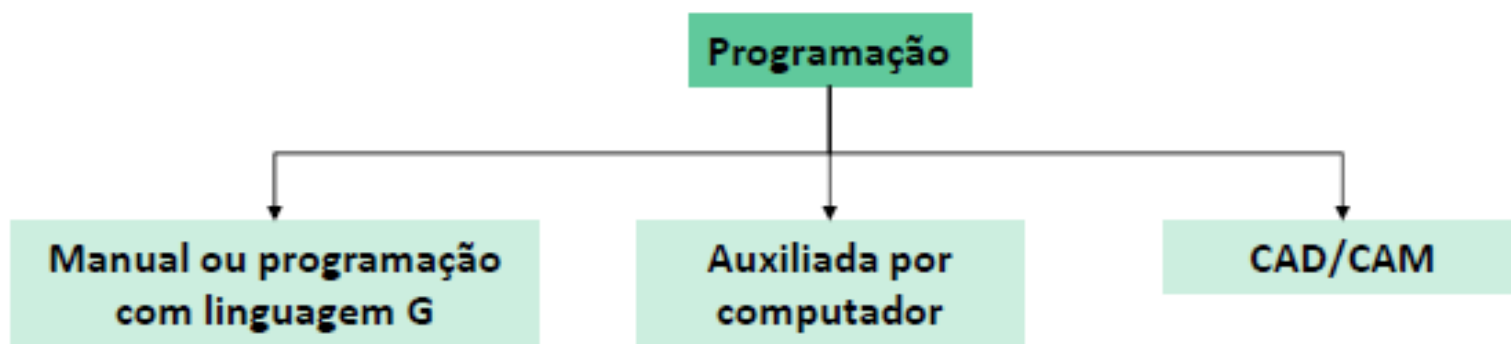 Programação
Manual ou programação
com linguagem G
Auxiliada por
computador
CAD/CAM